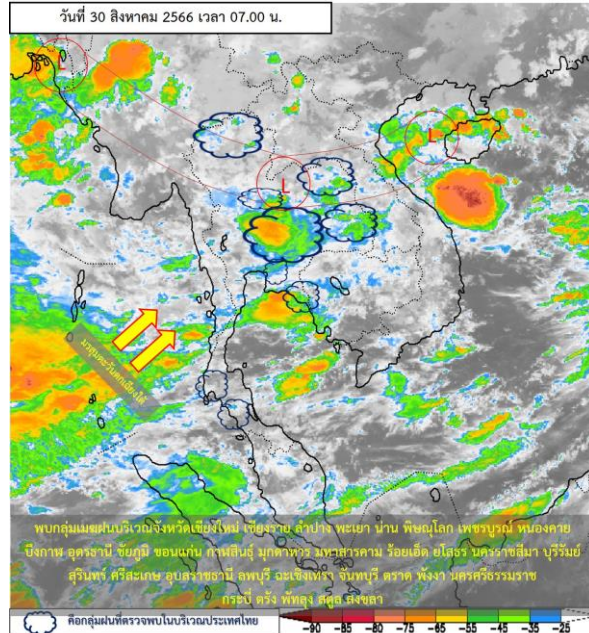 วันที่ 30 สิงหาคม 2566 เวลา 07.00 น.
L
L
L
มรสุมตะวันตกเฉียงใต้
พบกลุ่มเมฆฝนบริเวณจังหวัดเชียงใหม่ เชียงราย ลำปาง พะเยา น่าน พิษณุโลก เพชรบูรณ์ หนองคาย
บึงกาฬ อุดรธานี ชัยภูมิ ขอนแก่น กาฬสินธุ์ มุกดาหาร มหาสารคาม ร้อยเอ็ด ยโสธร นครราชสีมา บุรีรัมย์
สุรินทร์ ศรีสะเกษ อุบลราชธานี ลพบุรี ฉะเชิงเทรา จันทบุรี ตราด พังงา นครศรีธรรมราช
กระบี่ ตรัง พัทลุง สตูล สงขลา
คือกลุ่มฝนที่ตรวจพบในบริเวณประเทศไทย
-90 -85 -80 -75 -65 -55 -45 -35 -25